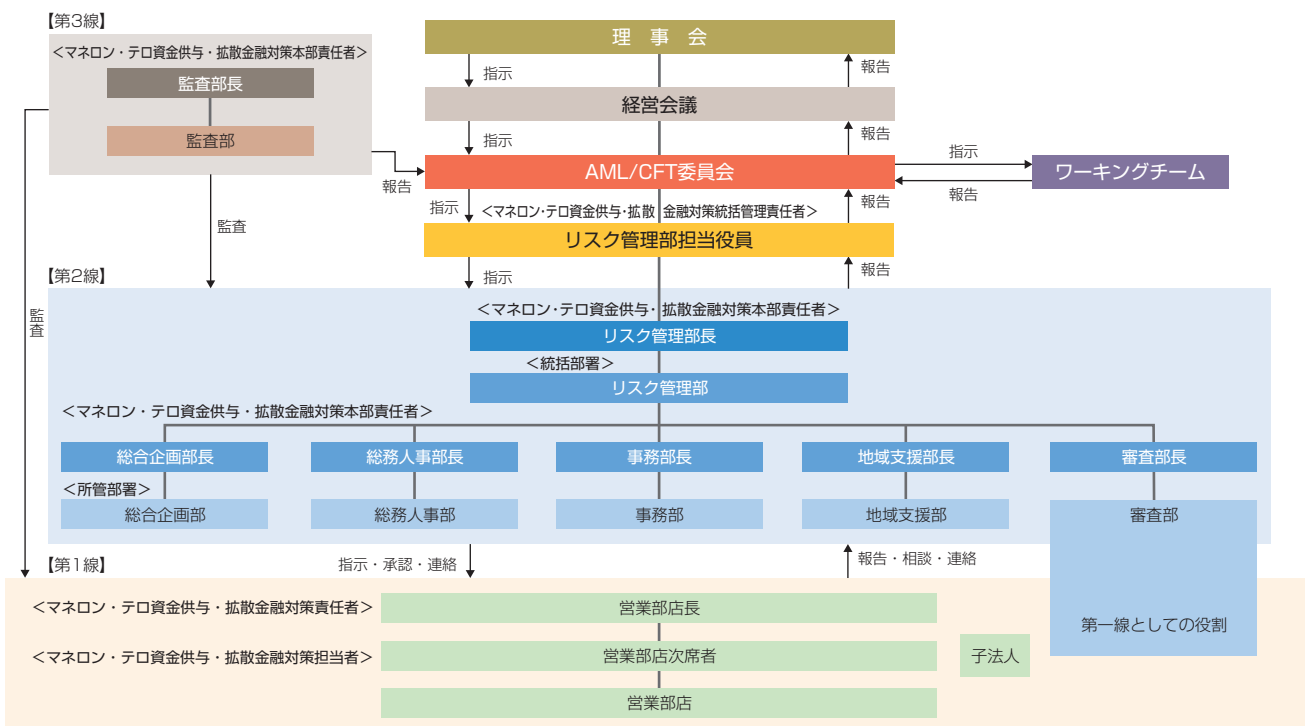 【第3線】
＜マネロン・テロ資金供与・拡散金融対策本部責任者＞
監査部長
監査部
理 事 会
指示
報告
経営会議
指示
報告
AML/CFT委員会
報告
指示
報告
ワーキングチーム
指示
＜マネロン・テロ資金供与・拡散 金融対策統括管理責任者＞
報告
リスク管理部担当役員
監査
指示
報告
監査
【第2線】
＜マネロン・テロ資金供与・拡散金融対策本部責任者＞
リスク管理部長
＜統括部署＞
リスク管理部
＜マネロン・テロ資金供与・拡散金融対策本部責任者＞
総合企画部長
総務人事部長
事務部長
地域支援部長
審査部長
＜所管部署＞
総合企画部
総務人事部
事務部
地域支援部
審査部
【第1線】
指示・承認・連絡
報告・相談・連絡
＜マネロン・テロ資金供与・拡散金融対策責任者＞
営業部店長
第一線としての役割
＜マネロン・テロ資金供与・拡散金融対策担当者＞
営業部店次席者
子法人
営業部店